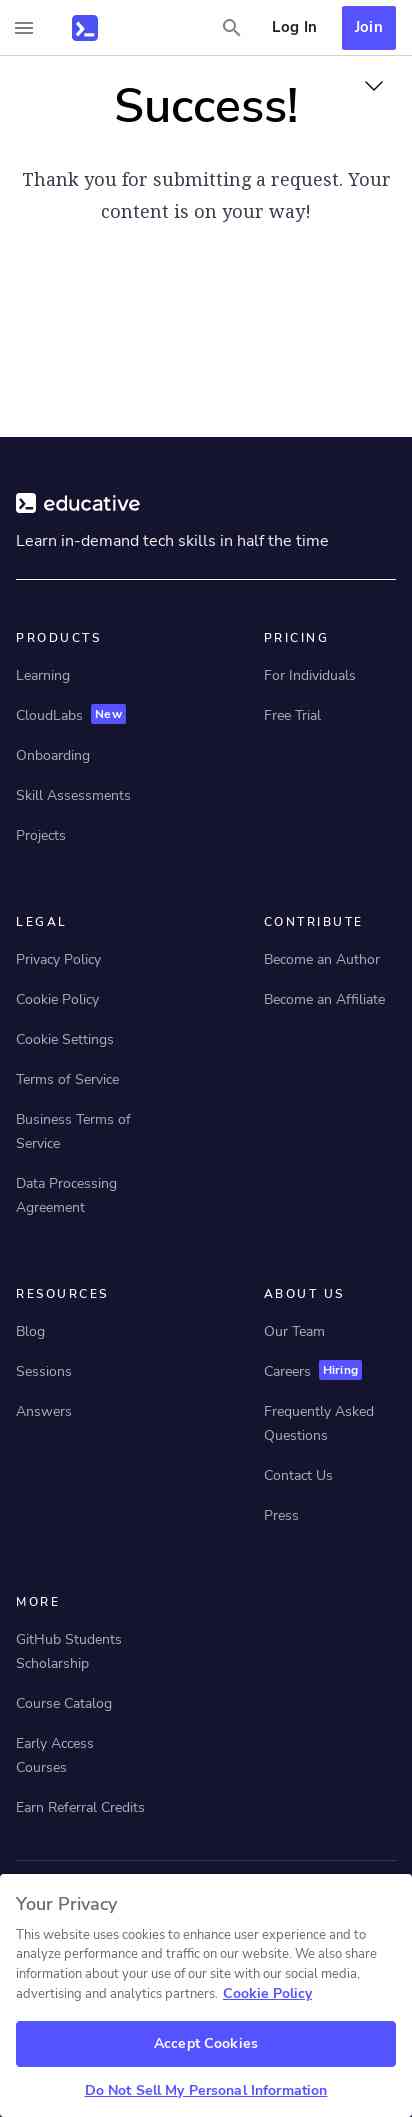 Log In
Join
Success!
Thank you for submitting a request. Your
content is on your way!
educative
Learn in-demand tech skills in half the time
PRODUCTS
Learning
CloudLabs New
Onboarding
Skill Assessments
Projects
PRICING
For Individuals
Free Trial
LEGAL
Privacy Policy
Cookie Policy
Cookie Settings
Terms of Service
Business Terms of
Service
Data Processing
Agreement
CONTRIBUTE
Become an Author
Become an Affiliate
RESOURCES
Blog
Sessions
Answers
ABOUT US
Our Team
Careers Hiring
Frequently Asked
Questions
Contact Us
Press
MORE
GitHub Students
Scholarship
Course Catalog
Early Access
Courses
Earn Referral Credits
Your Privacy
This website uses cookies to enhance user experience and to
analyze performance and traffic on our website. We also share
information about your use of our site with our social media,
advertising and analytics partners. Cookie Policy
Accept Cookies
Do Not Sell My Personal Information